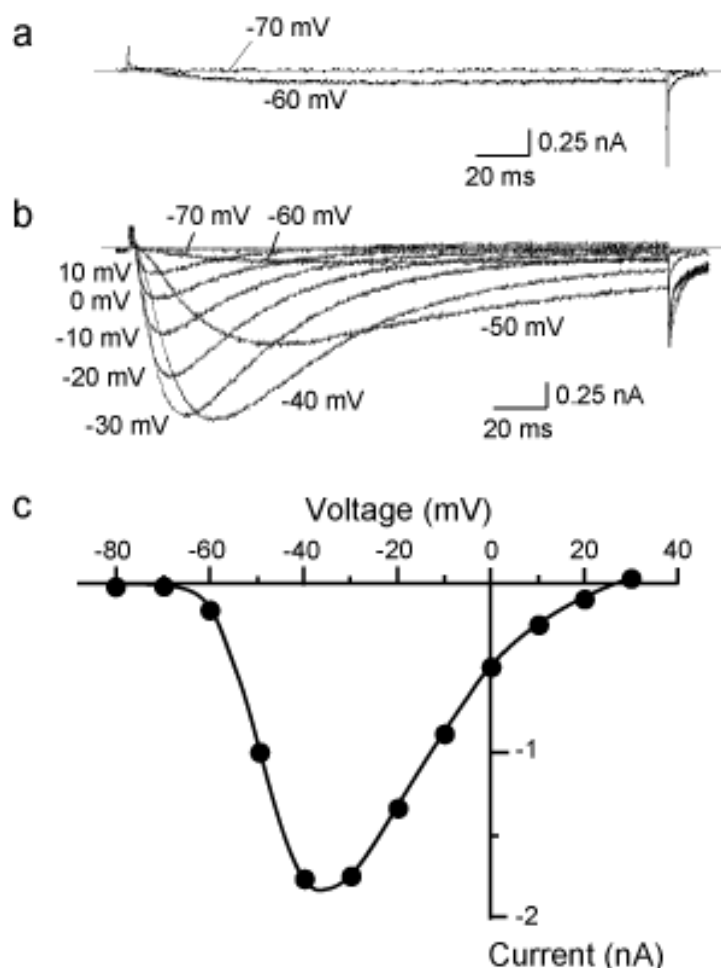 a
-70 mV
-60 mV
0.25 nA
20 ms
b
-70 mV
-60 mV
10 mV
0 mV
-10 mV
-20 mV
-30 mV
-40 mV
-50 mV
0.25 nA
20 ms
c
Voltage (mV)
-80 -60 -40 -20 0 20 40
-1
-2
Current (nA)